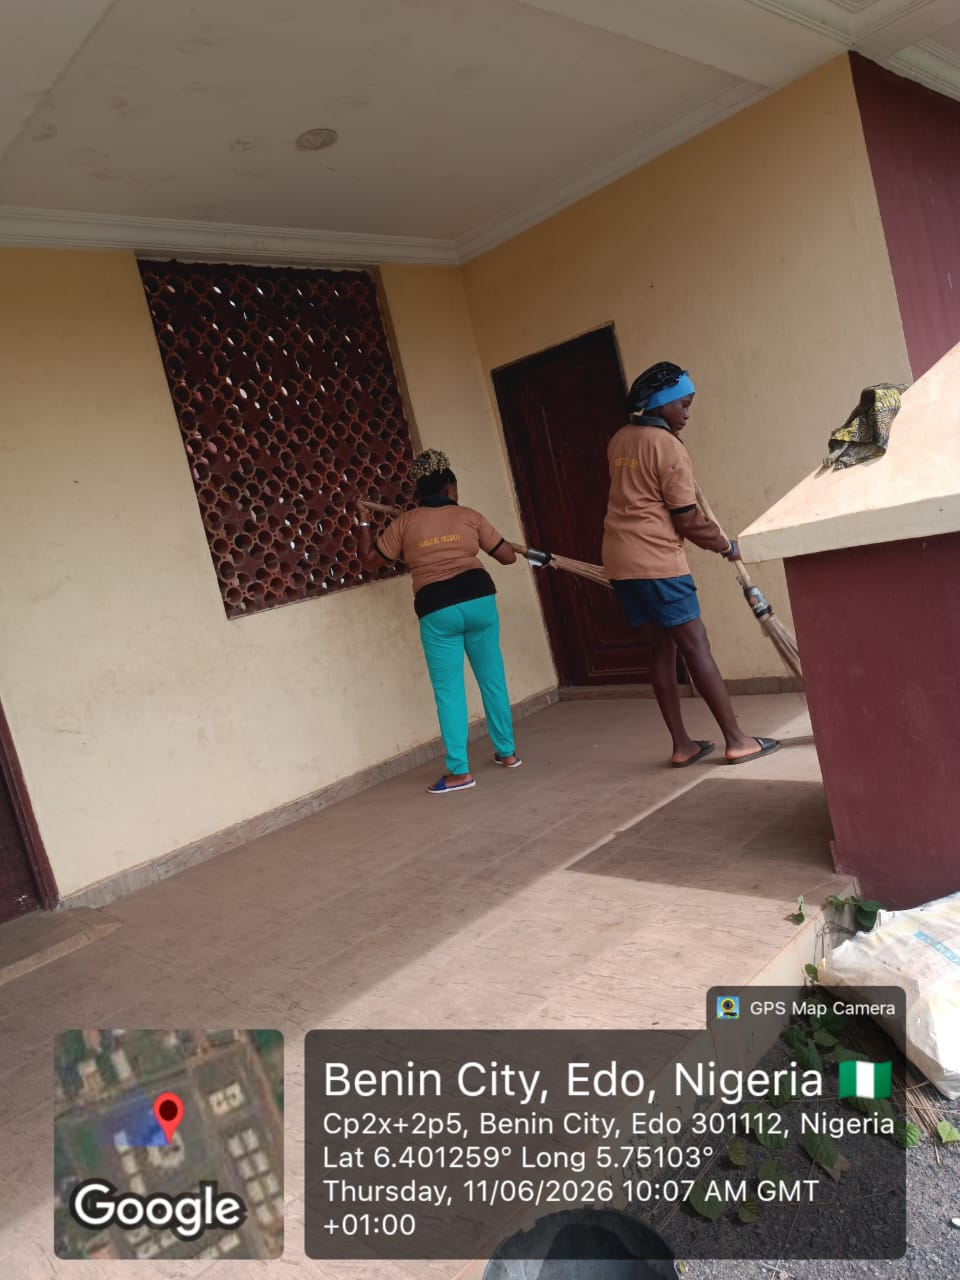 GPS Map Camera
Benin City, Edo, Nigeria
Cp2x+2p5, Benin City, Edo 301112, Nigeria
Lat 6.401259° Long 5.75103°
Thursday, 11/06/2026 10:07 AM GMT
+01:00
Google